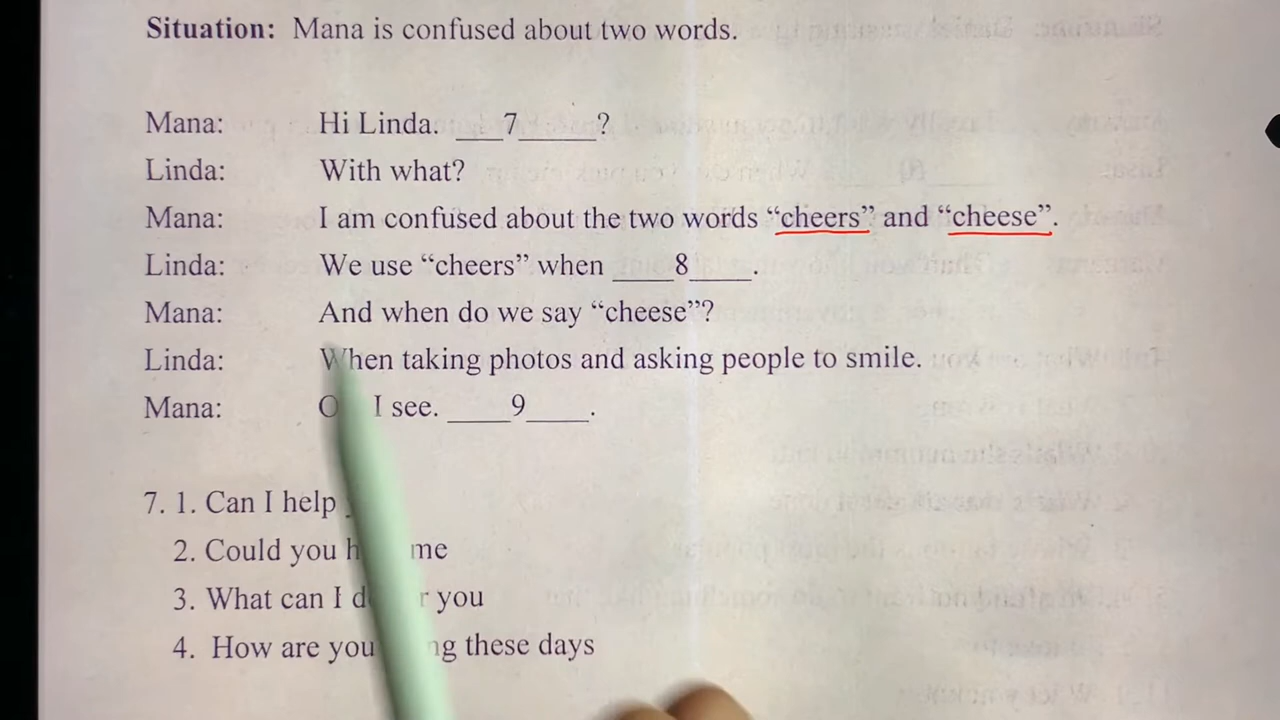 Situation: Mana is confused about two words.
Mana: Hi Linda. ___7_____?
Linda: With what?
Mana: I am confused about the two words “cheers” and “cheese”.
Linda: We use “cheers” when ____8____.
Mana: And when do we say “cheese”?
Linda: When taking photos and asking people to smile.
Mana: I see. ____9____.
7. 1. Can I help
2. Could you me
3. What can I you
4. How are you these days